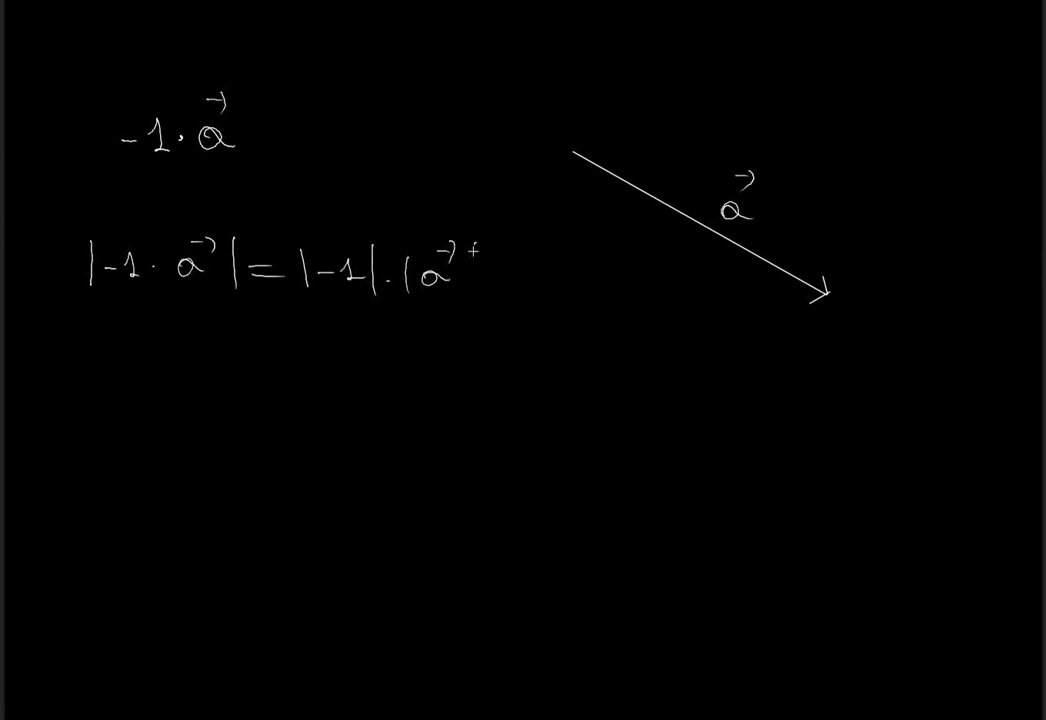 -1 · a⃗
a⃗
|-1 · a⃗| = |-1| · |a⃗